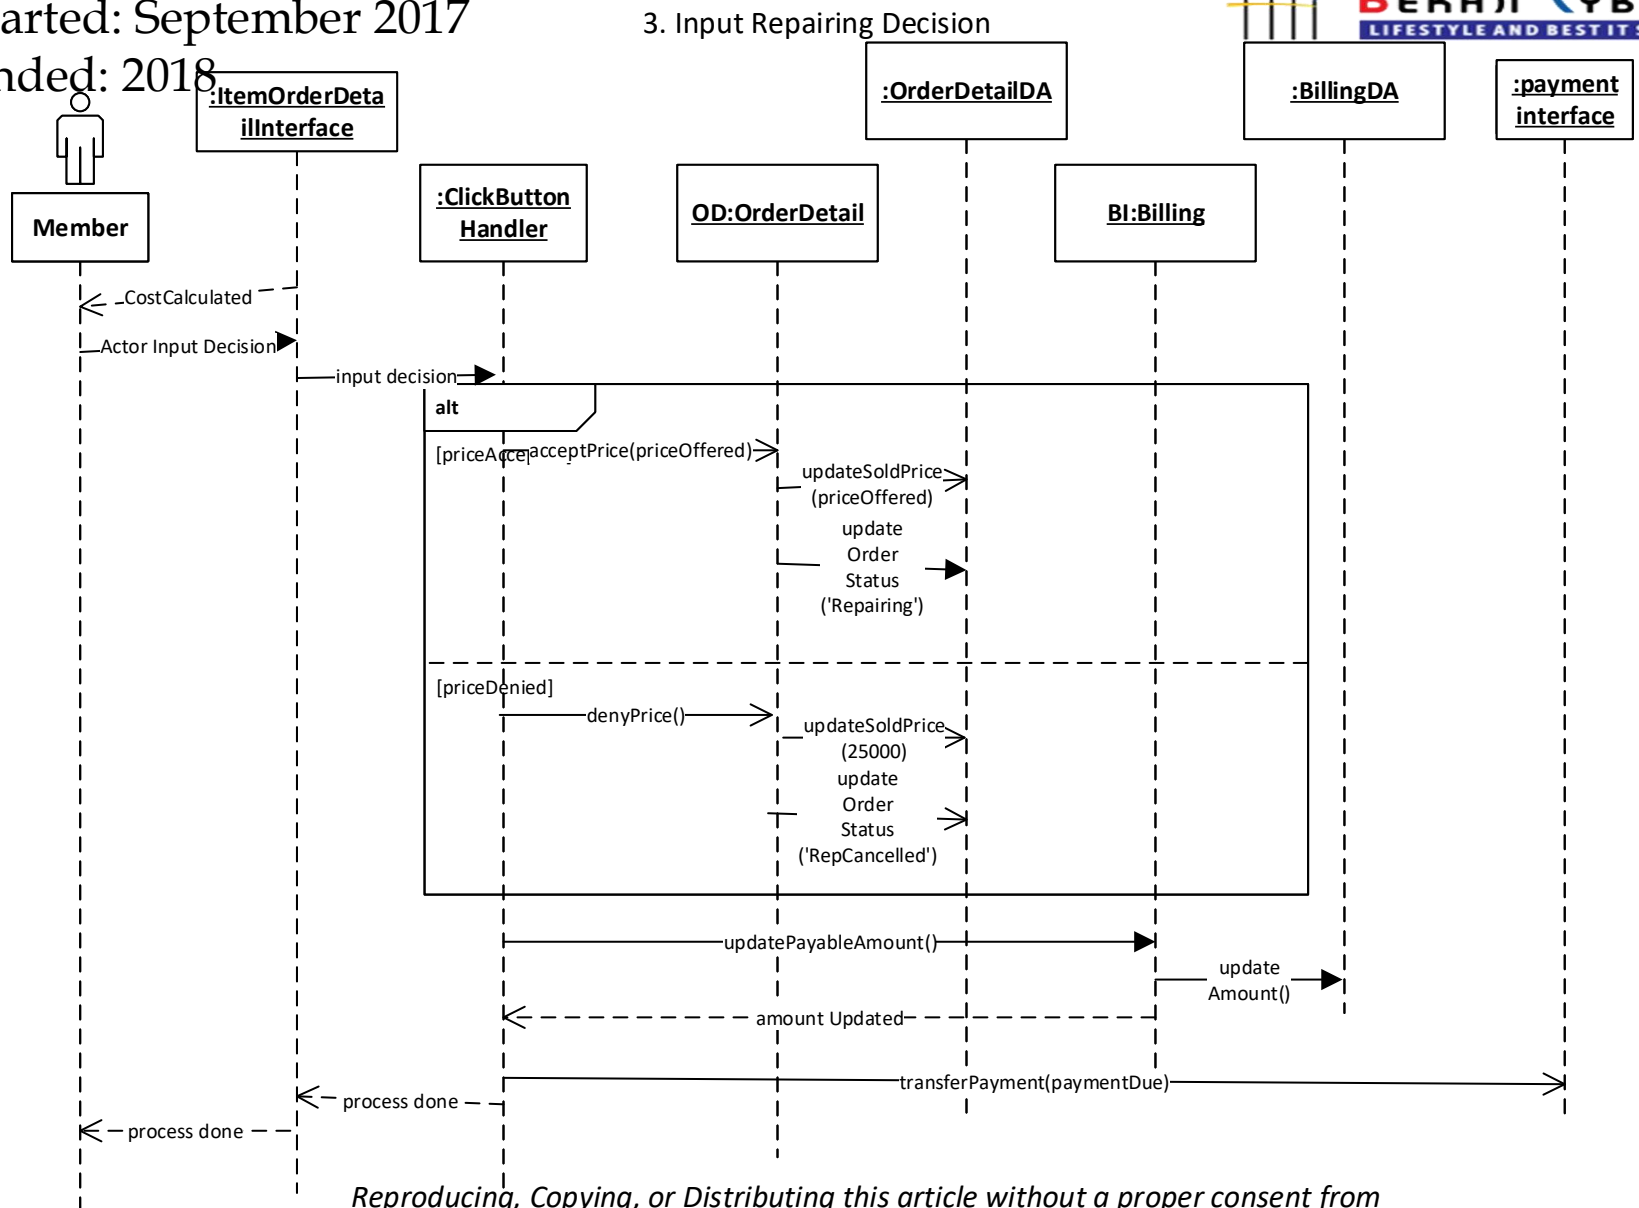 arted: September 2017
nded: 2018
3. Input Repairing Decision
LIFESTYLE AND BEST IT
Member
:ItemOrderDeta
ilInterface
:ClickButton
Handler
OD:OrderDetail
:OrderDetailDA
BI:Billing
:BillingDA
:payment
interface
CostCalculated
Actor Input Decision
input decision
alt
[priceAcce
acceptPrice(priceOffered)
updateSoldPrice
(priceOffered)
update
Order
Status
('Repairing')
[priceDenied]
denyPrice()
updateSoldPrice
(25000)
update
Order
Status
('RepCancelled')
updatePayableAmount()
update
Amount()
amount Updated
transferPayment(paymentDue)
process done
process done
Reproducing, Copying, or Distributing this article without a proper consent from